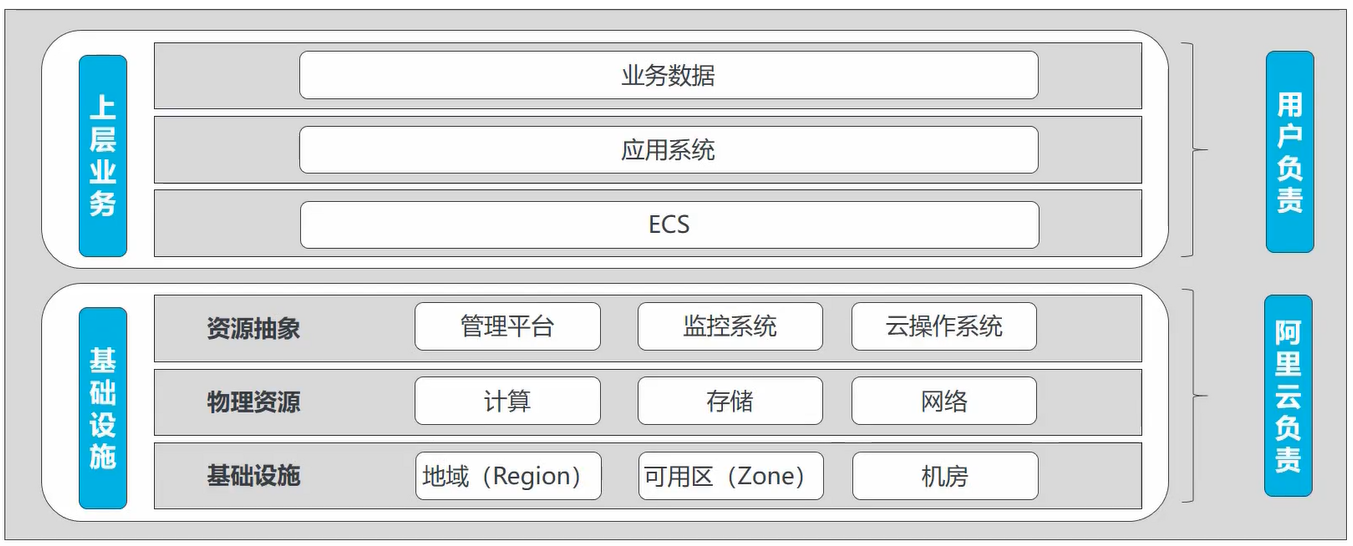 上层业务
业务数据
应用系统
ECS
用户负责
基础设施
资源抽象 管理平台 监控系统 云操作系统
物理资源 计算 存储 网络
基础设施 地域（Region） 可用区（Zone） 机房
阿里云负责